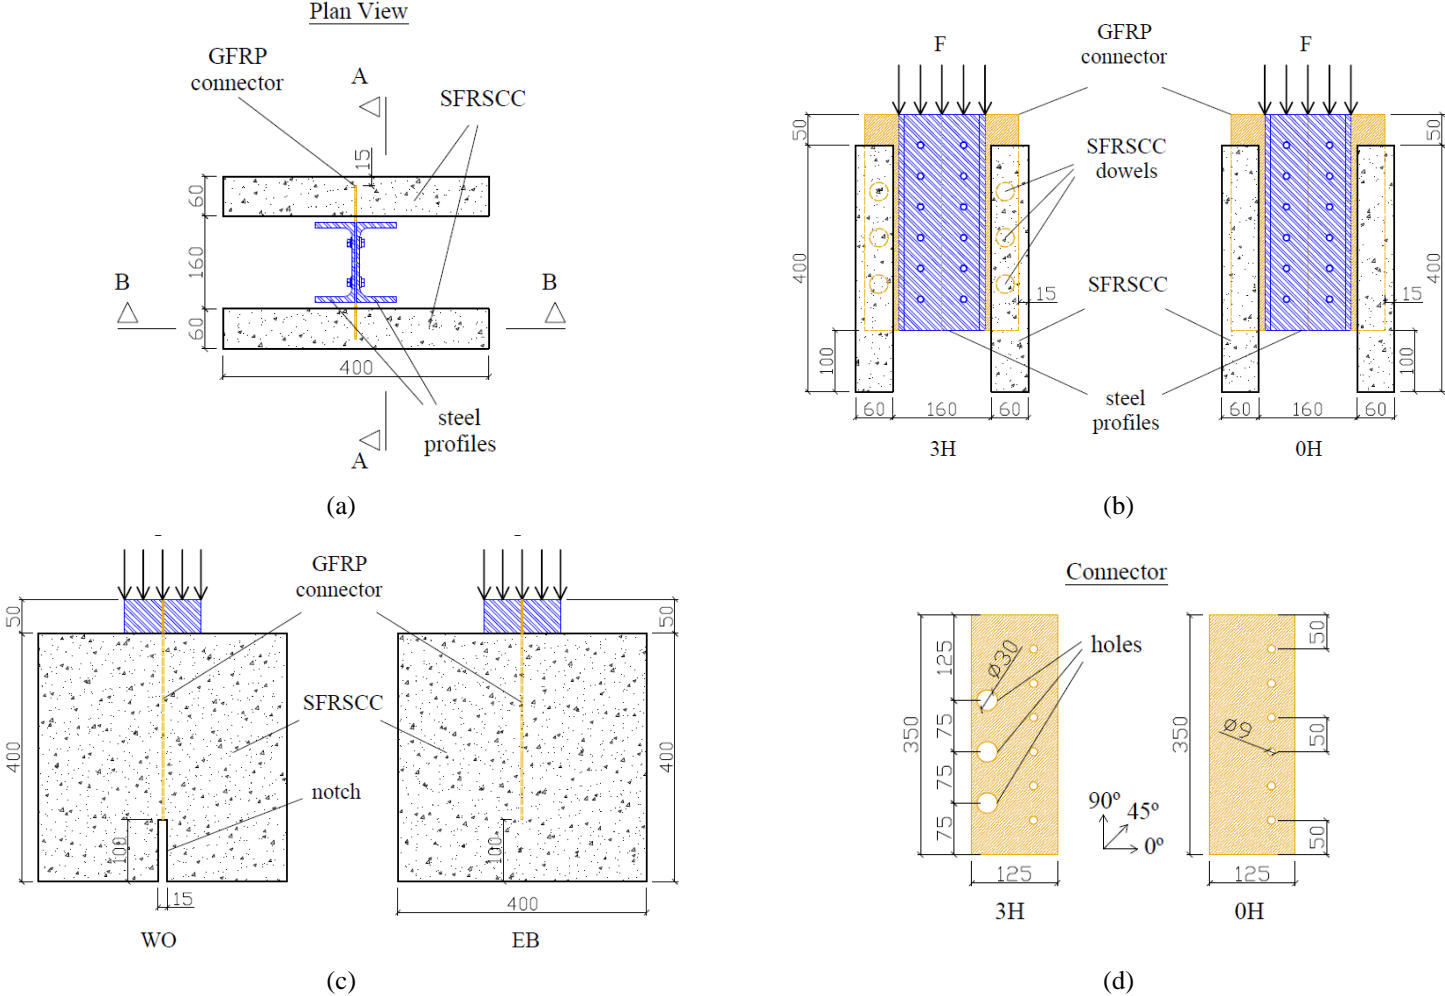 Plan View
GFRP
connector
A
SFRSCC
15
60
160
60
B
B
400
steel
profiles
A
(a)
F
GFRP
connector
F
50
50
SFRSCC
dowels
400
400
SFRSCC
15
15
100
100
60
160
60
steel
profiles
60
160
60
3H
0H
(b)
GFRP
connector
50
50
SFRSCC
400
400
notch
100
100
15
400
WO
EB
(c)
Connector
holes
125
Ø30
75
75
75
350
350
50
50
50
Ø9
90º
45º
0º
125
125
3H
0H
(d)